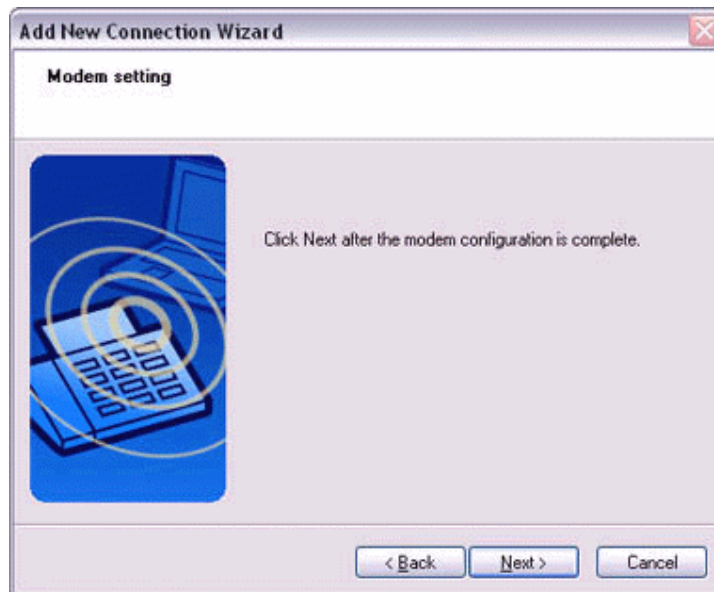 Add New Connection Wizard
Modem setting
Click Next after the modem configuration is complete.
< Back
Next >
Cancel